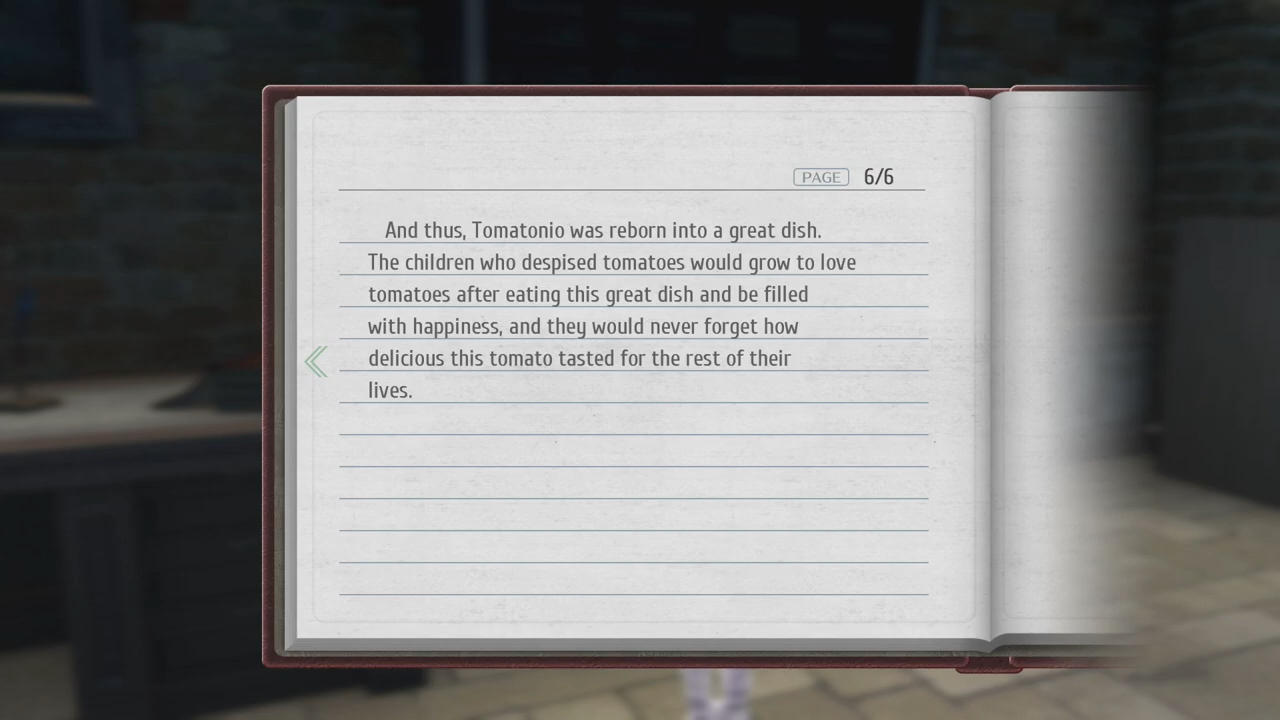 PAGE 6/6
And thus, Tomatonio was reborn into a great dish.
The children who despised tomatoes would grow to love
tomatoes after eating this great dish and be filled
with happiness, and they would never forget how
delicious this tomato tasted for the rest of their
lives.